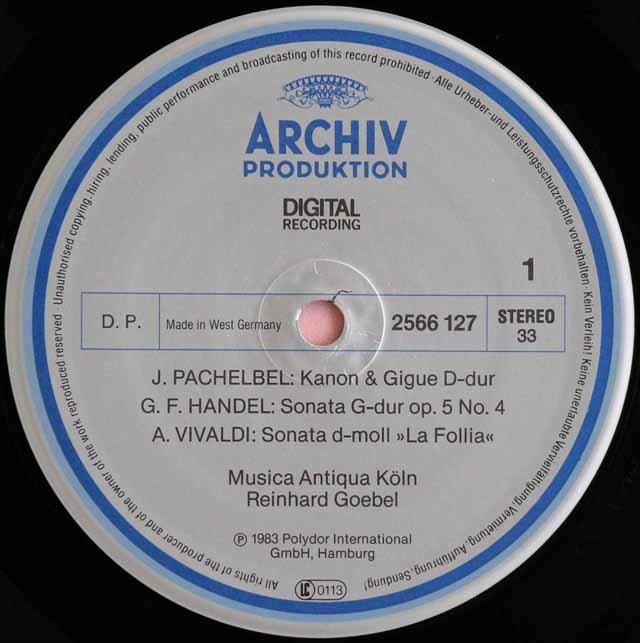 Unauthorised copying, hiring, lending, public performance and broadcasting of this record prohibited · Alle Urheber- und Leistungsschutzrechte vorbehalten · Kein Verleih! Keine unerlaubte Vervielfältigung, Vermietung, Aufführung, Sendung!
ARCHIV
PRODUKTION
DIGITAL
RECORDING
1
D. P. Made in West Germany 2566 127 STEREO
33
J. PACHELBEL: Kanon & Gigue D-dur
G. F. HANDEL: Sonata G-dur op. 5 No. 4
A. VIVALDI: Sonata d-moll »La Follia«
Musica Antiqua Köln
Reinhard Goebel
Ⓟ 1983 Polydor International
GmbH, Hamburg
LC 0113
All rights of the producer and of the owner of the work reproduced reserved ·